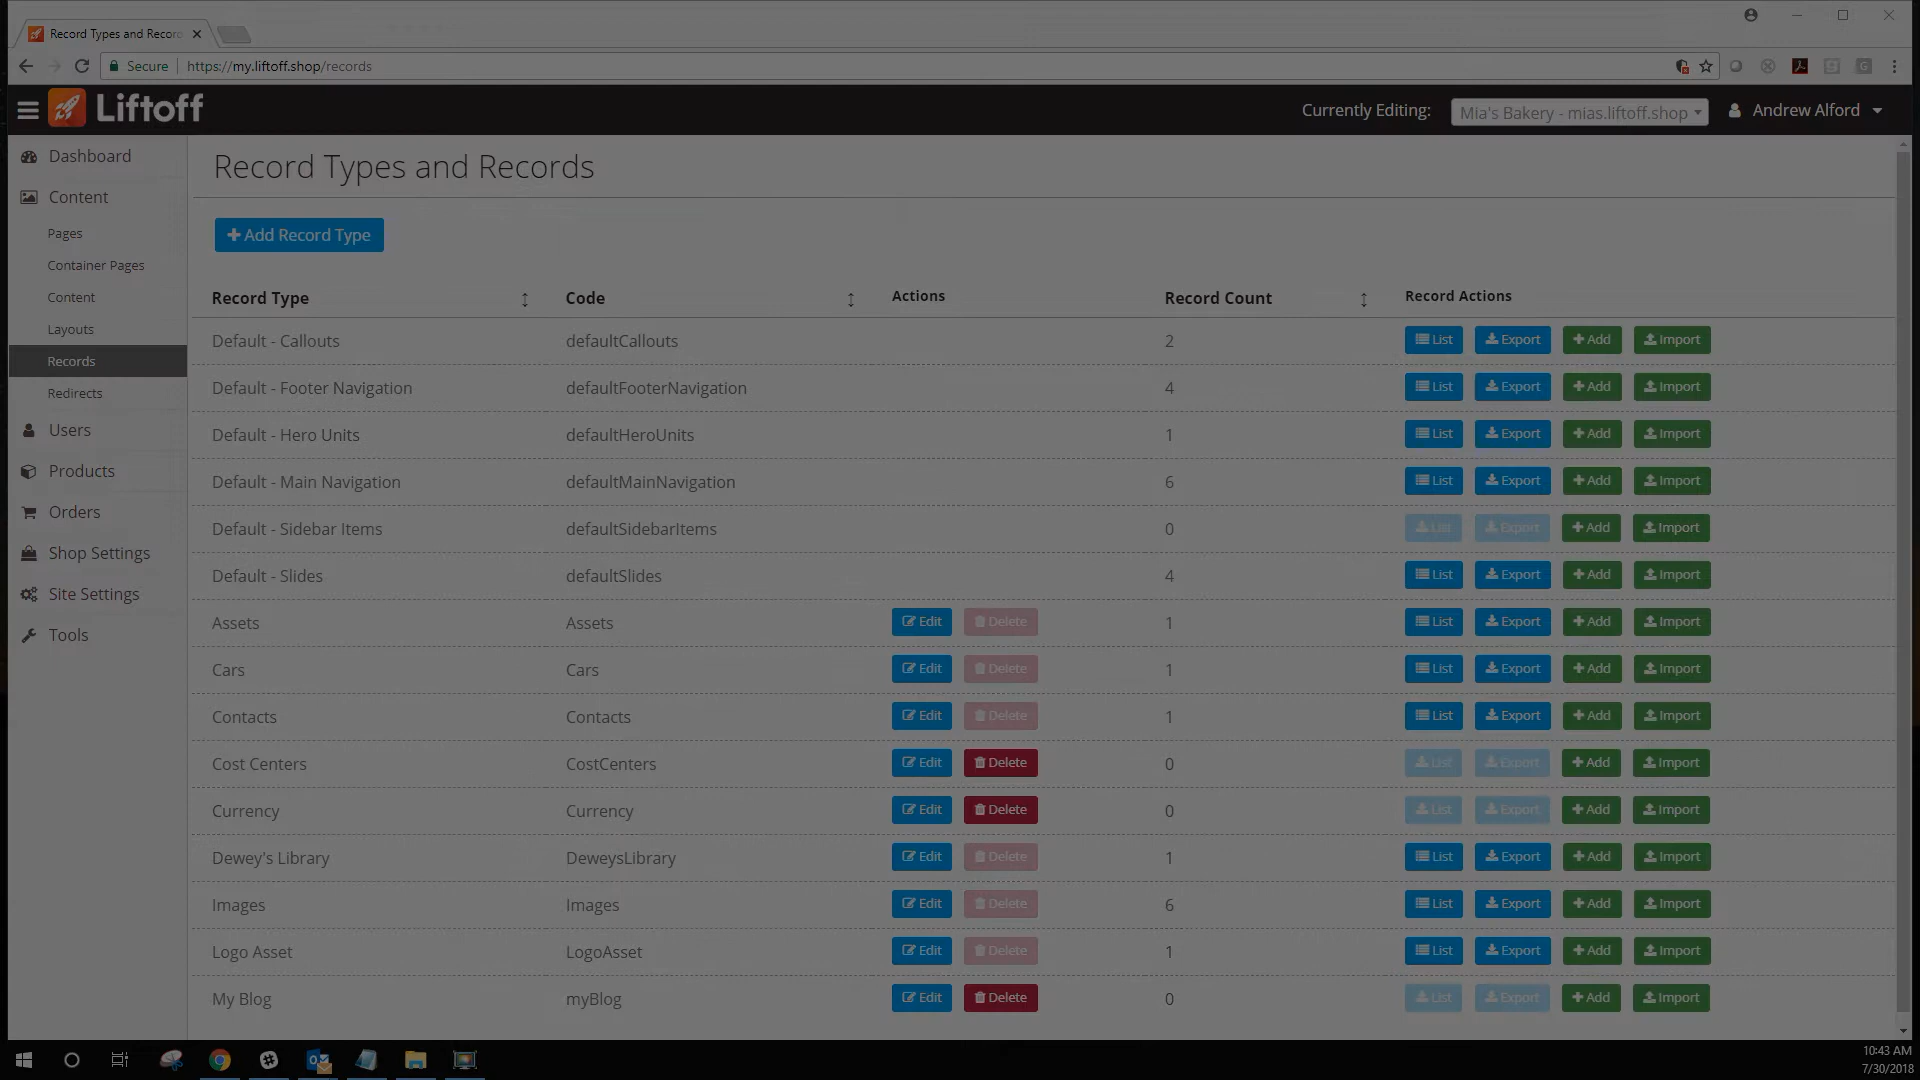 Record Types and Recor
Secure https://my.liftoff.shop/records
Liftoff
Currently Editing: Mia's Bakery - mias.liftoff.shop Andrew Alford
Dashboard
Content
Pages
Container Pages
Content
Layouts
Records
Redirects
Users
Products
Orders
Shop Settings
Site Settings
Tools
Record Types and Records
Add Record Type
Record Type Code Actions Record Count Record Actions
Default - Callouts defaultCallouts 2 List Export Add Import
Default - Footer Navigation defaultFooterNavigation 4 List Export Add Import
Default - Hero Units defaultHeroUnits 1 List Export Add Import
Default - Main Navigation defaultMainNavigation 6 List Export Add Import
Default - Sidebar Items defaultSidebarItems 0 List Export Add Import
Default - Slides defaultSlides 4 List Export Add Import
Assets Assets Edit Delete 1 List Export Add Import
Cars Cars Edit Delete 1 List Export Add Import
Contacts Contacts Edit Delete 1 List Export Add Import
Cost Centers CostCenters Edit Delete 0 List Export Add Import
Currency Currency Edit Delete 0 List Export Add Import
Dewey's Library DeweysLibrary Edit Delete 1 List Export Add Import
Images Images Edit Delete 6 List Export Add Import
Logo Asset LogoAsset Edit Delete 1 List Export Add Import
My Blog myBlog Edit Delete 0 List Export Add Import
10:43 AM
7/30/2018